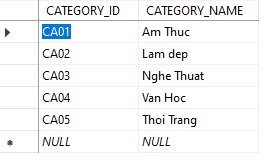 CATEGORY_ID CATEGORY_NAME
CA01 Am Thuc
CA02 Lam dep
CA03 Nghe Thuat
CA04 Van Hoc
CA05 Thoi Trang
NULL NULL